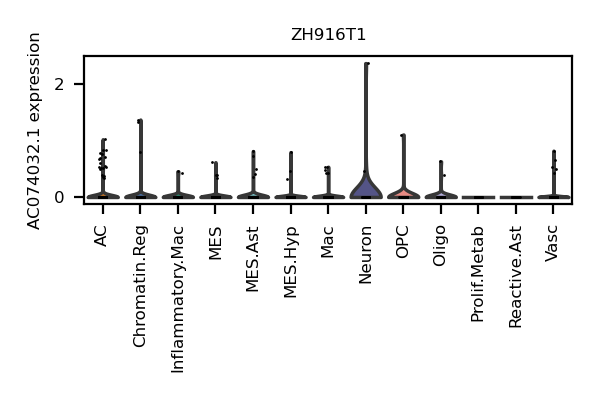 ZH916T1
AC074032.1 expression
2
0
AC
Chromatin.Reg
Inflammatory.Mac
MES
MES.Ast
MES.Hyp
Mac
Neuron
OPC
Oligo
Prolif.Metab
Reactive.Ast
Vasc